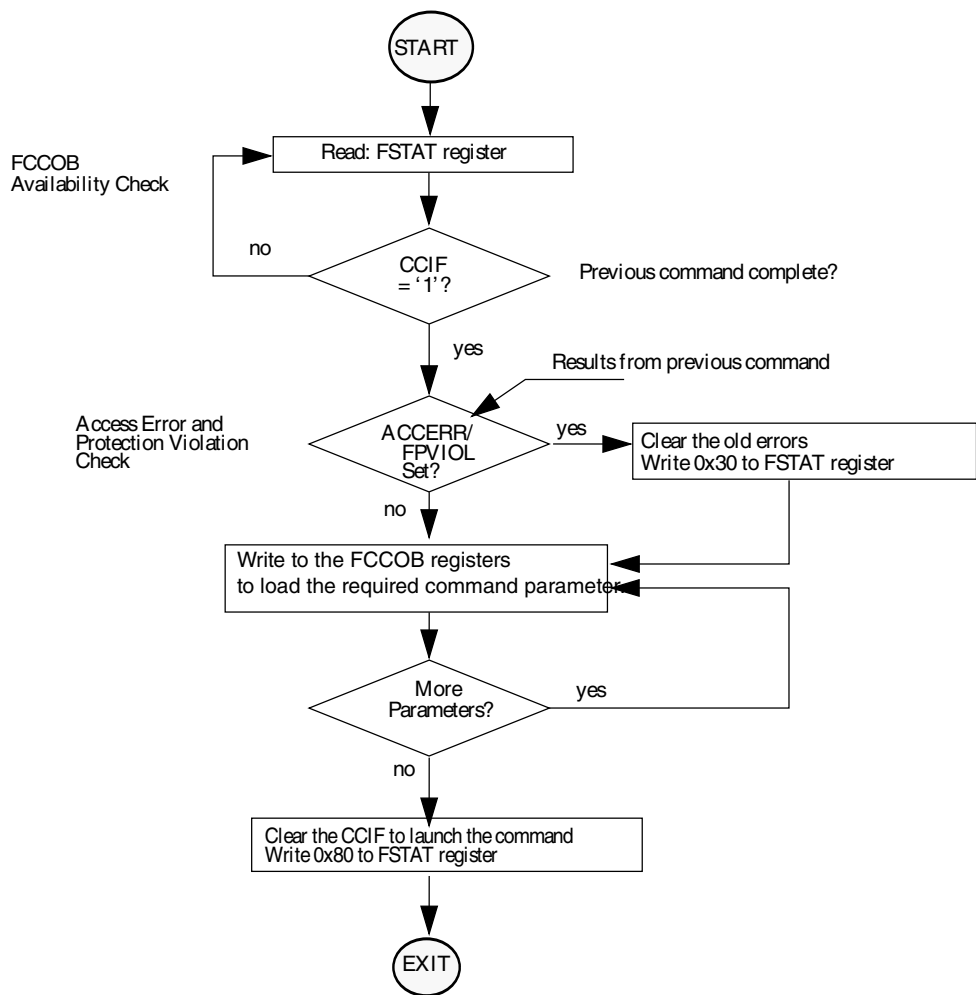 START
Read: FSTAT register
FCCOB
Availability Check
no
CCIF
= ‘1’?
Previous command complete?
yes
Results from previous command
Access Error and
Protection Violation
Check
ACCERR/
FPVIOL
Set?
yes
Clear the old errors
Write 0x30 to FSTAT register
no
Write to the FCCOB registers
to load the required command parameter.
More
Parameters?
yes
no
Clear the CCIF to launch the command
Write 0x80 to FSTAT register
EXIT